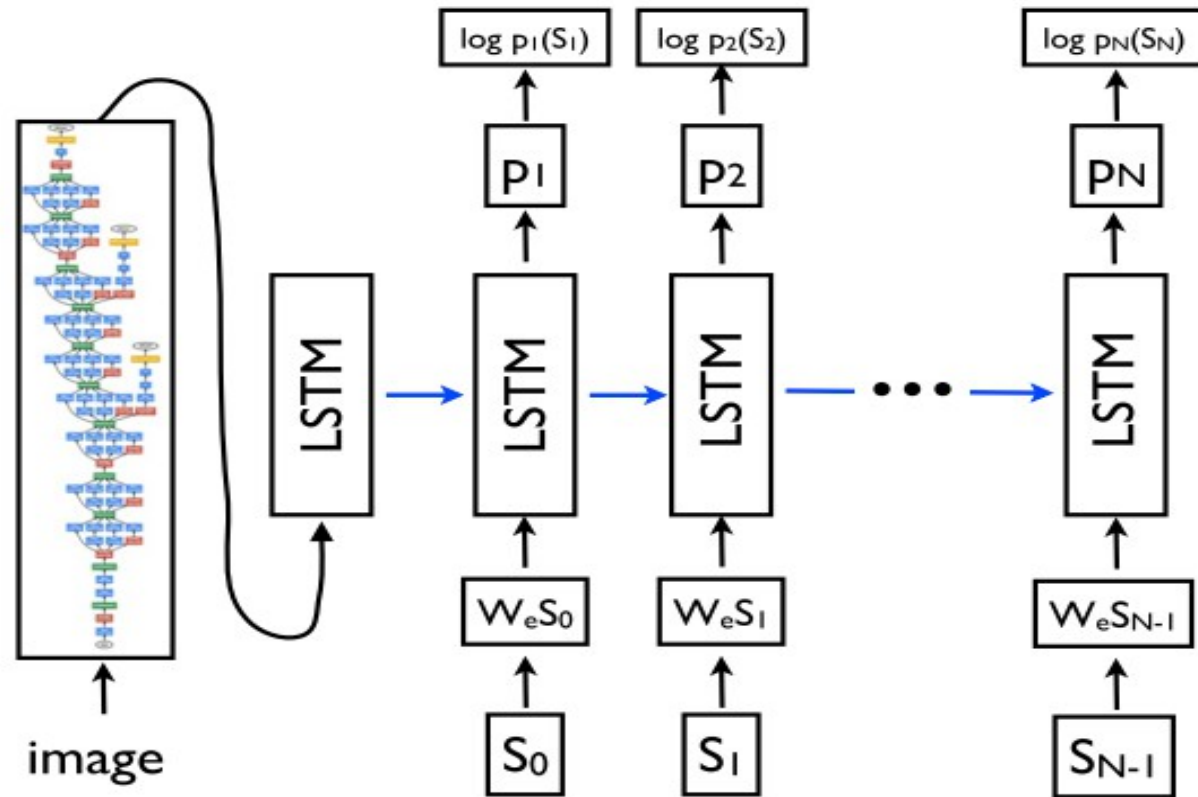 log p₁(S₁) log p₂(S₂) log pN(SN)
p₁ p₂ pN
LSTM LSTM LSTM LSTM
WeS₀ WeS₁ WeSN-1
image S₀ S₁ SN-1